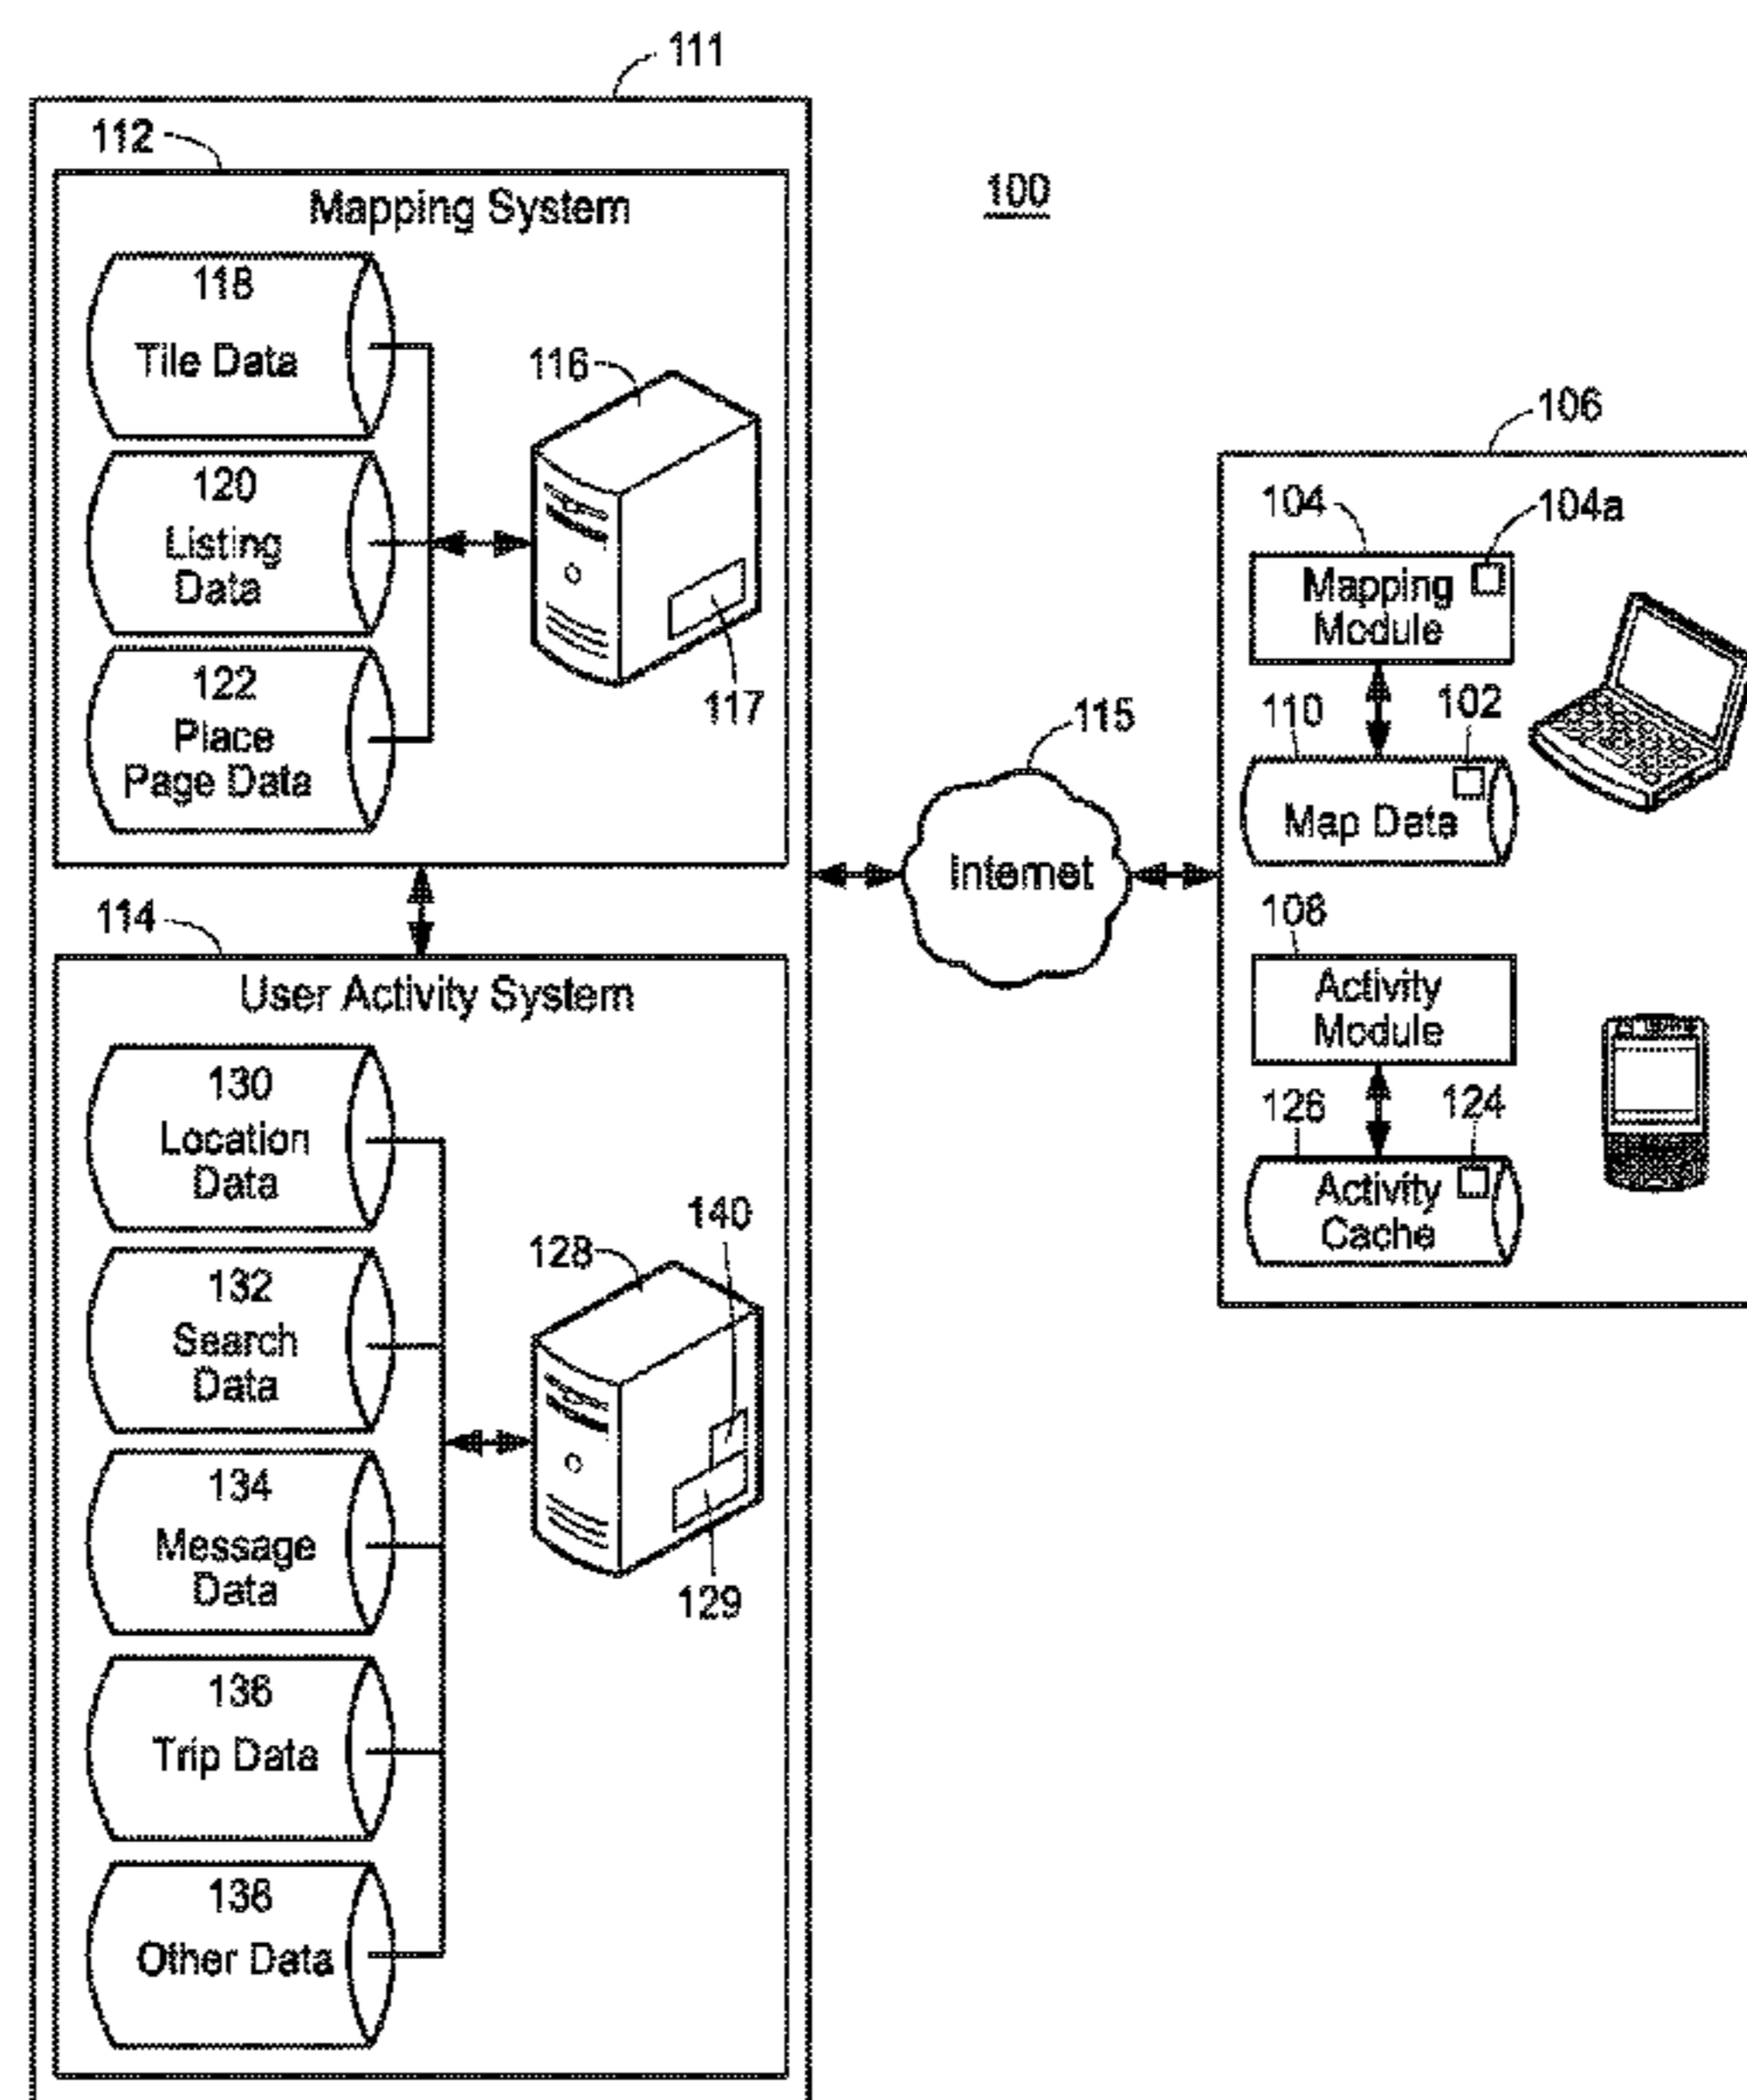 111
112
Mapping System
100
118
Tile Data
116
120
Listing
Data
117
122
Place
Page Data
106
104
104a
Mapping
Module
110
102
Map Data
115
Internet
108
Activity
Module
126
124
Activity
Cache
114
User Activity System
130
Location
Data
140
128
132
Search
Data
134
Message
Data
129
136
Trip Data
138
Other Data